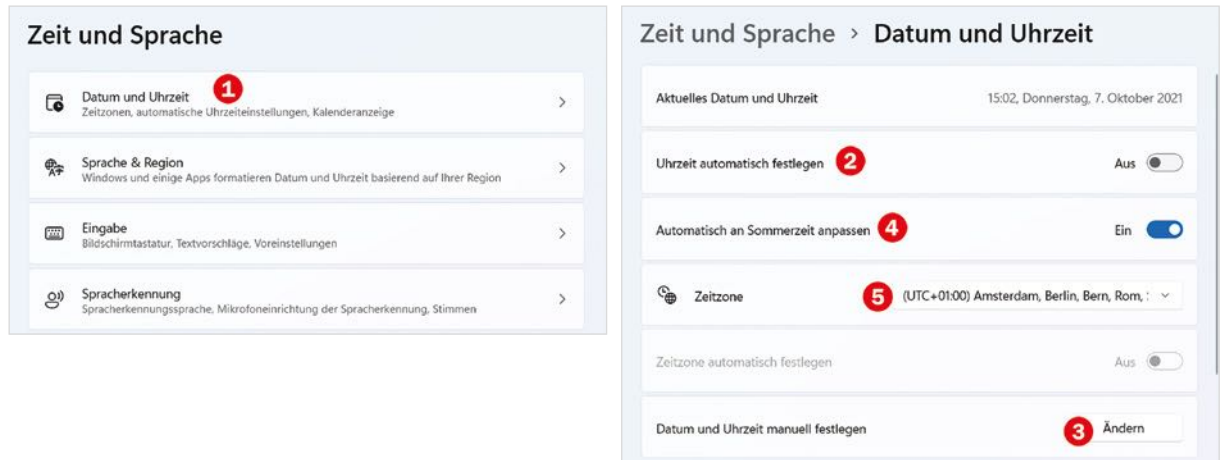 Zeit und Sprache
Datum und Uhrzeit 1
Zeitzonen, automatische Uhrzeiteinstellungen, Kalenderanzeige
Sprache & Region
Windows und einige Apps formatieren Datum und Uhrzeit basierend auf Ihrer Region
Eingabe
Bildschirmtastatur, Textvorschläge, Voreinstellungen
Spracherkennung
Spracherkennungssprache, Mikrofoneinrichtung der Spracherkennung, Stimmen
Zeit und Sprache > Datum und Uhrzeit
Aktuelles Datum und Uhrzeit 15:02, Donnerstag, 7. Oktober 2021
Uhrzeit automatisch festlegen 2 Aus
Automatisch an Sommerzeit anpassen 4 Ein
Zeitzone 5 (UTC+01:00) Amsterdam, Berlin, Bern, Rom,
Zeitzone automatisch festlegen Aus
Datum und Uhrzeit manuell festlegen 3 Ändern